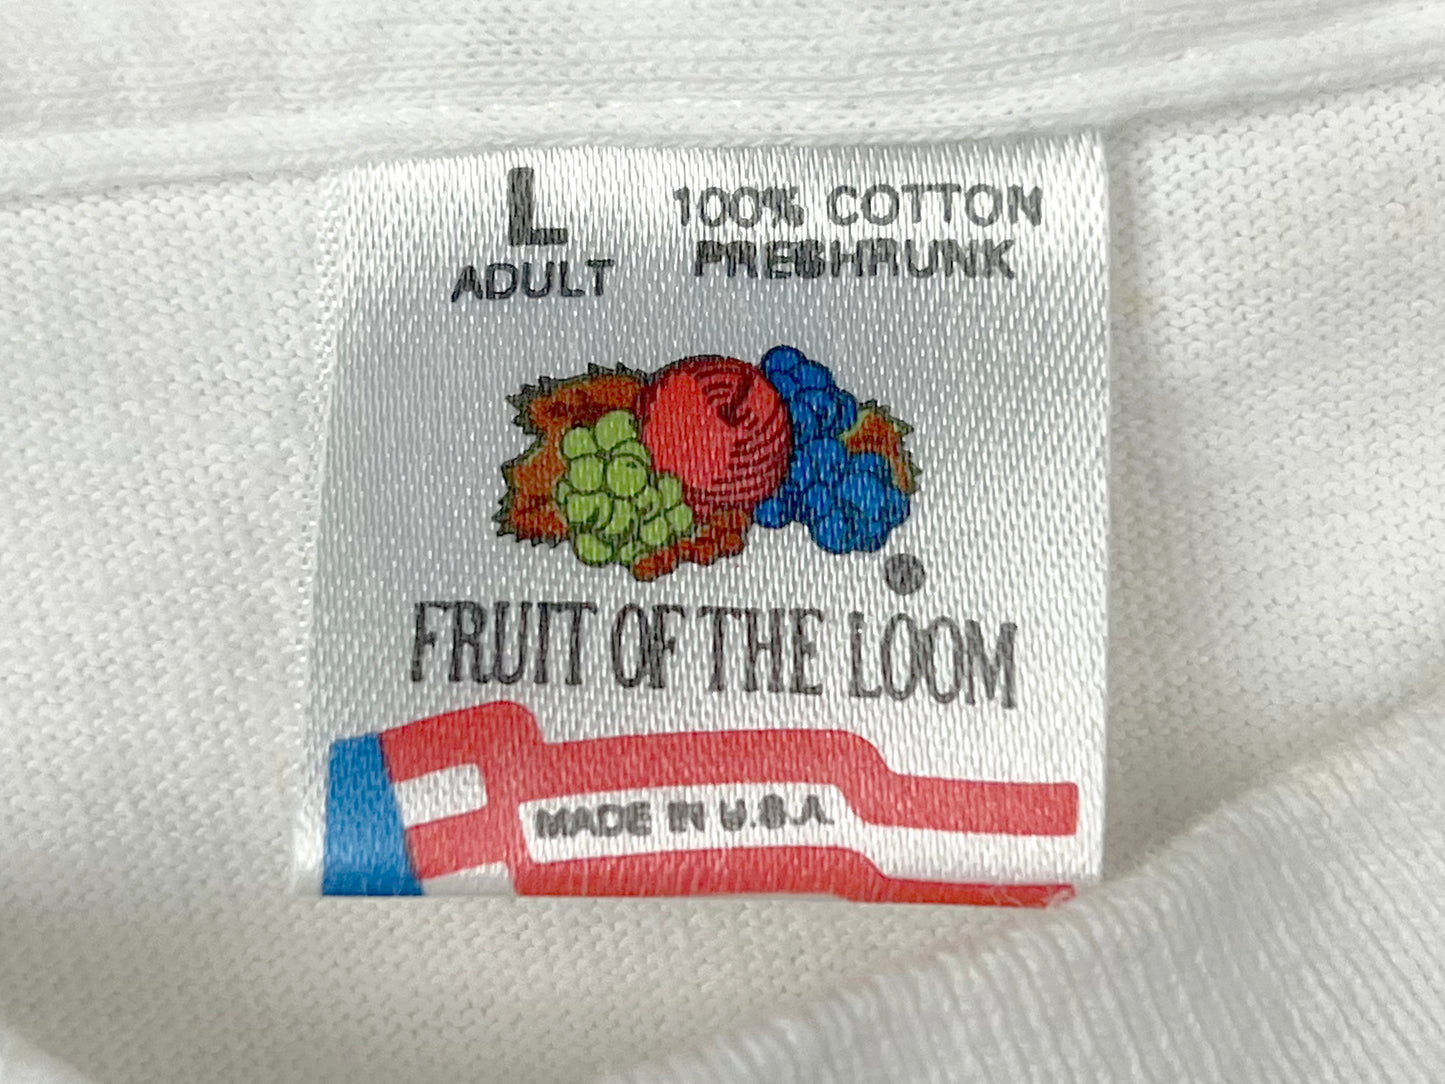 L
ADULT
100% COTTON
PRESHRUNK
FRUIT OF THE LOOM
MADE IN U.S.A.